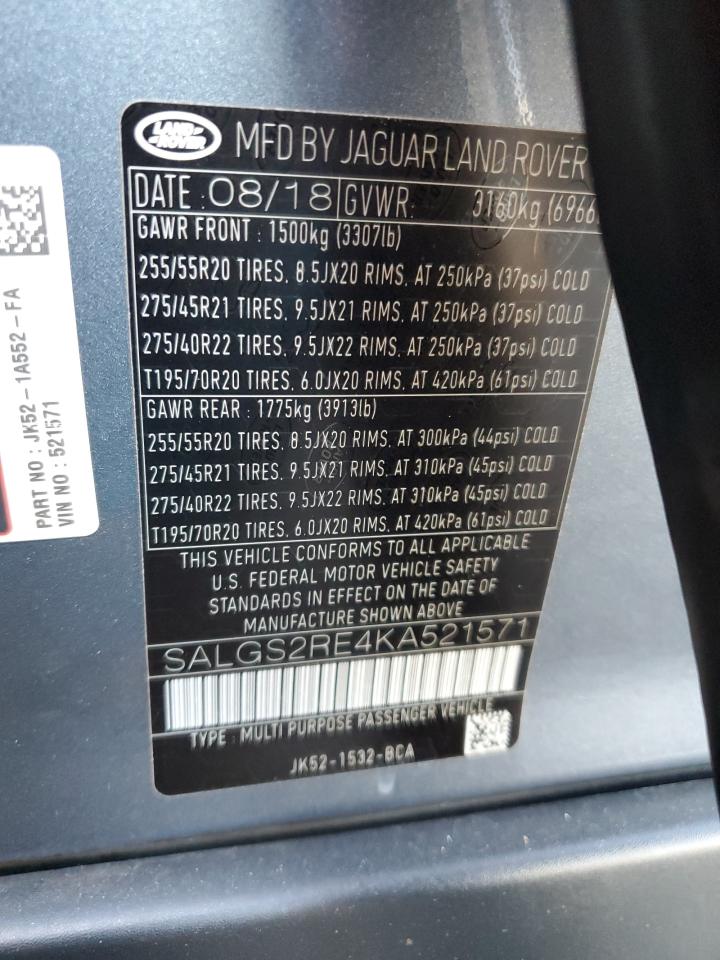 LAND
ROVER
MFD BY JAGUAR LAND ROVER
DATE : 08/18 GVWR: 3160kg (6966
GAWR FRONT : 1500kg (3307lb)
255/55R20 TIRES, 8.5JX20 RIMS, AT 250kPa (37psi) COLD
275/45R21 TIRES, 9.5JX21 RIMS, AT 250kPa (37psi) COLD
275/40R22 TIRES, 9.5JX22 RIMS, AT 250kPa (37psi) COLD
T195/70R20 TIRES, 6.0JX20 RIMS, AT 420kPa (61psi) COLD
GAWR REAR : 1775kg (3913lb)
255/55R20 TIRES, 8.5JX20 RIMS, AT 300kPa (44psi) COLD
275/45R21 TIRES, 9.5JX21 RIMS, AT 310kPa (45psi) COLD
275/40R22 TIRES, 9.5JX22 RIMS, AT 310kPa (45psi) COLD
T195/70R20 TIRES, 6.0JX20 RIMS, AT 420kPa (61psi) COLD
THIS VEHICLE CONFORMS TO ALL APPLICABLE
U.S. FEDERAL MOTOR VEHICLE SAFETY
STANDARDS IN EFFECT ON THE DATE OF
MANUFACTURE SHOWN ABOVE
SALGS2RE4KA521571
TYPE : MULTI PURPOSE PASSENGER VEHICLE
JK52-1532-BCA
PART NO : JK52-1A552-FA
VIN NO : 521571